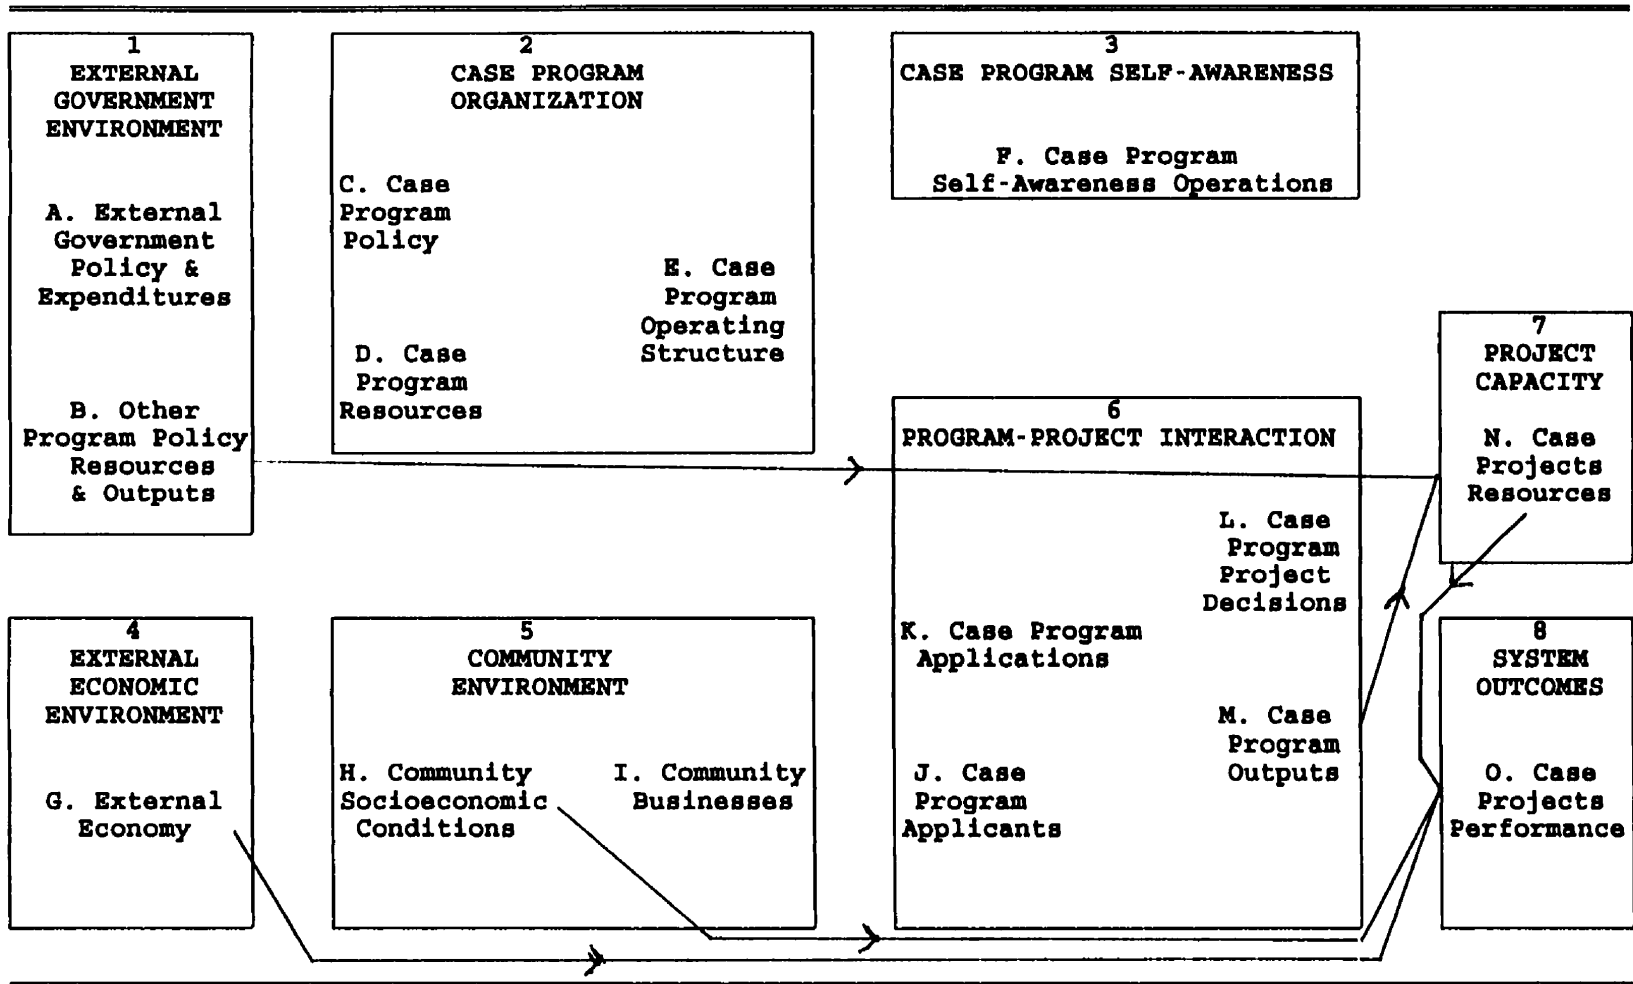 1
EXTERNAL
GOVERNMENT
ENVIRONMENT
A. External
Government
Policy &
Expenditures
B. Other
Program Policy
Resources
& Outputs
2
CASE PROGRAM
ORGANIZATION
C. Case
Program
Policy
D. Case
Program
Resources
E. Case
Program
Operating
Structure
3
CASE PROGRAM SELF-AWARENESS
F. Case Program
Self-Awareness Operations
4
EXTERNAL
ECONOMIC
ENVIRONMENT
G. External
Economy
5
COMMUNITY
ENVIRONMENT
H. Community
Socioeconomic
Conditions
I. Community
Businesses
6
PROGRAM-PROJECT INTERACTION
L. Case
Program
Project
Decisions
K. Case Program
Applications
M. Case
Program
Outputs
J. Case
Program
Applicants
7
PROJECT
CAPACITY
N. Case
Projects
Resources
8
SYSTEM
OUTCOMES
O. Case
Projects
Performance